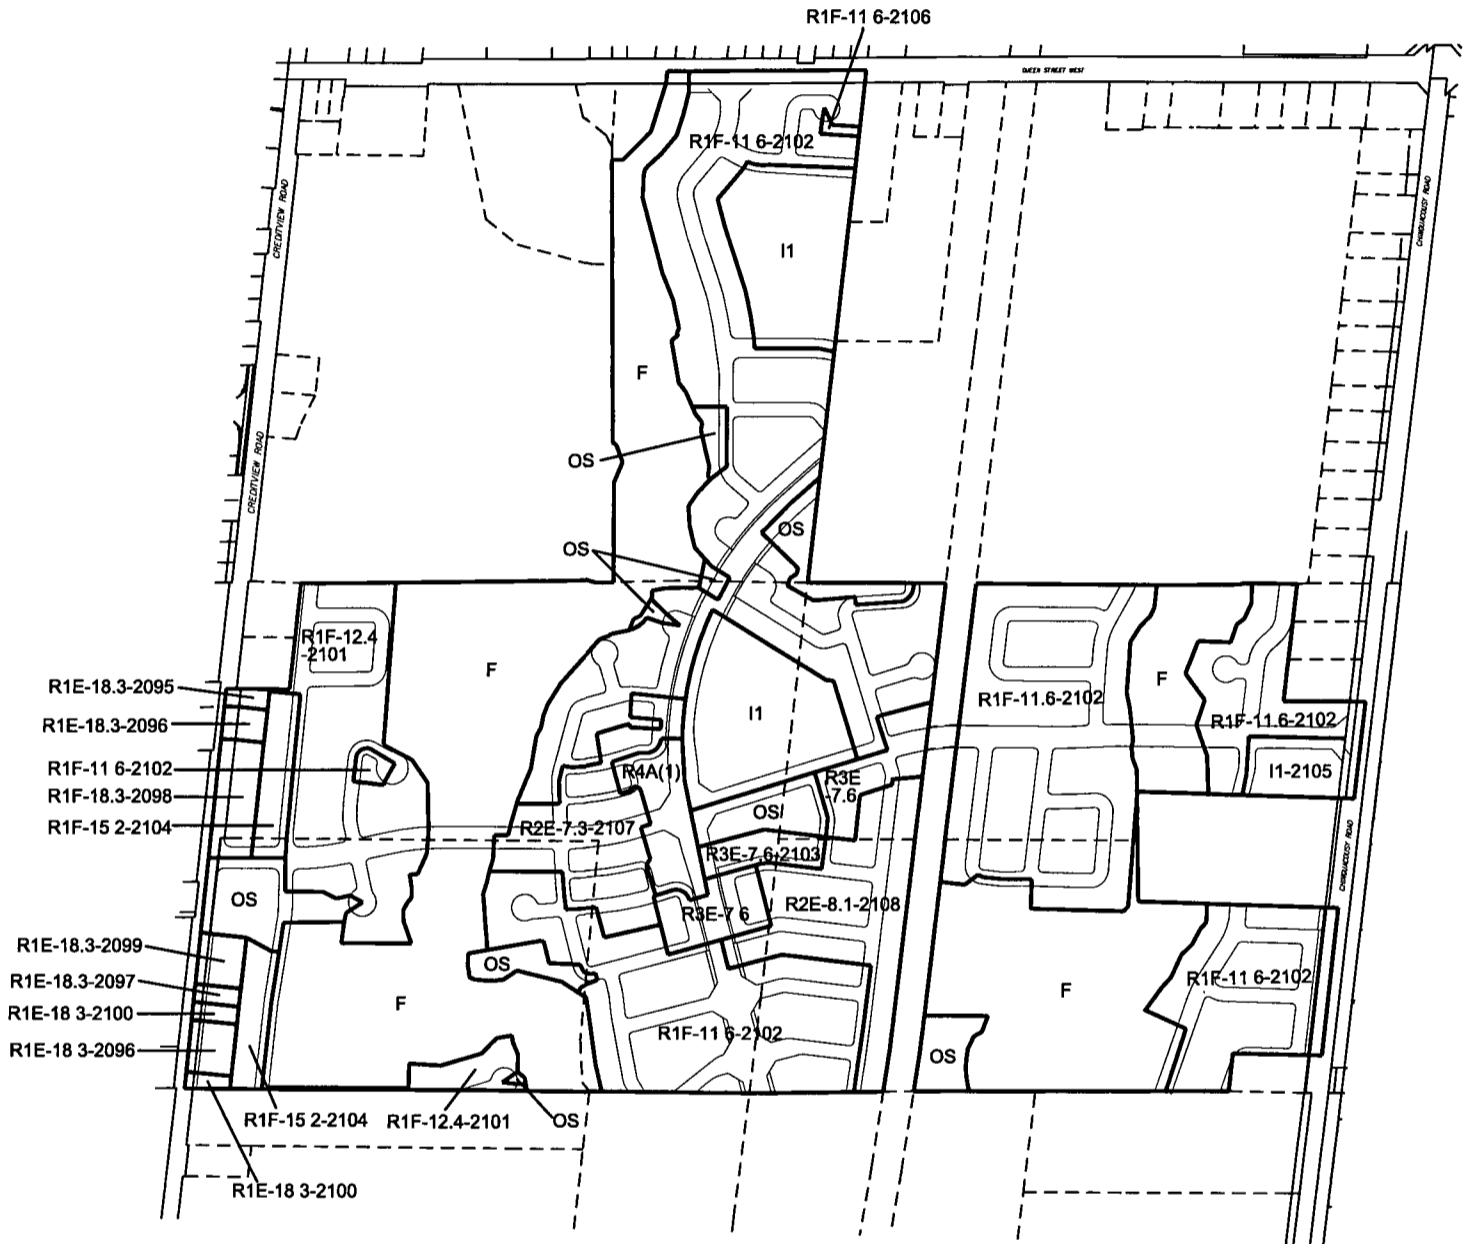 R1F-11 6-2106
QUEEN STREET WEST
R1F-11 6-2102
CREDITVIEW ROAD
CHINGUACOUSY ROAD
I1
F
OS
CREDITVIEW ROAD
OS
OS
R1F-12.4
-2101
F
R1E-18.3-2095
R1E-18.3-2096
I1
R1F-11.6-2102
F
R1F-11.6-2102
R1F-11 6-2102
R4A(1)
R3E
-7.6
I1-2105
R1F-18.3-2098
R1F-15 2-2104
OS
R2E-7.3-2107
R3E-7.6-2103
CHINGUACOUSY ROAD
OS
R3E-7 6
R2E-8.1-2108
R1E-18.3-2099
OS
R1E-18.3-2097
R1F-11 6-2102
F
F
R1E-18 3-2100
R1F-11 6-2102
R1E-18 3-2096
OS
R1F-15 2-2104
R1F-12.4-2101
OS
R1E-18 3-2100